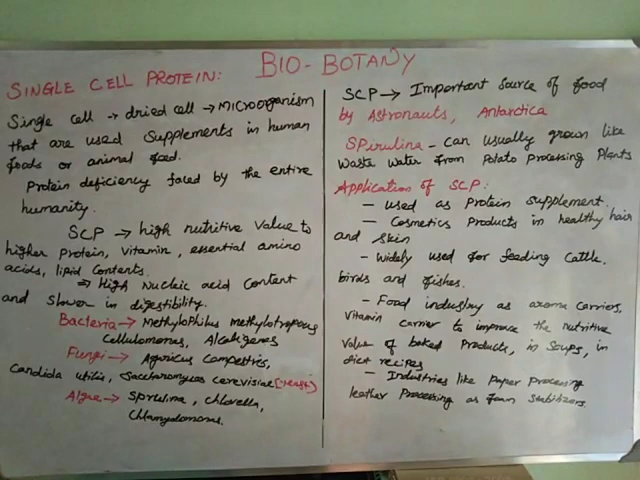 BIO-BOTANY
SINGLE CELL PROTEIN:
Single cell → dried cell → Microorganism
that are used Supplements in human
foods or animal feed.
Protein deficiency faced by the entire
humanity.
SCP → high nutritive value to
higher Protein, Vitamin, essential amino
acids, lipid contents.
⇒ High Nucleic acid content
and slower in digestibility.
Bacteria → Methylophilus methylotropous
Cellulomonas, Alcaligenes
Fungi → Agaricus Campestris,
Candida utilis, Saccharomyces cerevisiae (yeast)
Algae → Sprulina, chlorella,
Chlamydomonas.
SCP → Important Source of food
by Astronauts, Antarctica
SPirulina - Can usually grown like
Waste water from Potato Processing Plants
Application of SCP:
- used as Protein supplement.
- Cosmetics Products in healthy hair
and skin
- Widely used for feeding Cattle,
birds and fishes.
- Food industry as aroma Carriers,
Vitamin carrier to improve the nutritive
Value of baked Products, in Soups, in
diet recipes
- Industries like Paper Processing
leather Processing as foam Stabilizers.